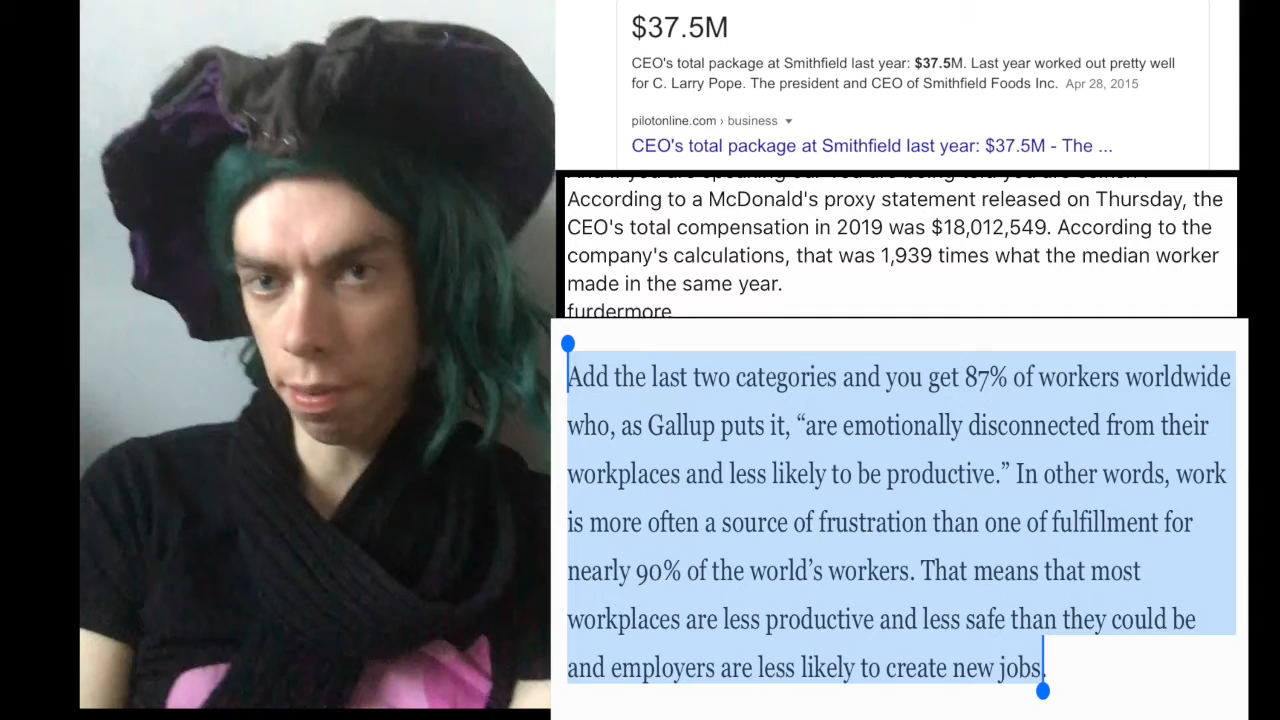 $37.5M
CEO's total package at Smithfield last year: $37.5M. Last year worked out pretty well
for C. Larry Pope. The president and CEO of Smithfield Foods Inc. Apr 28, 2015
pilotonline.com › business
CEO's total package at Smithfield last year: $37.5M - The ...
According to a McDonald's proxy statement released on Thursday, the
CEO's total compensation in 2019 was $18,012,549. According to the
company's calculations, that was 1,939 times what the median worker
made in the same year.
furdermore
Add the last two categories and you get 87% of workers worldwide
who, as Gallup puts it, “are emotionally disconnected from their
workplaces and less likely to be productive.” In other words, work
is more often a source of frustration than one of fulfillment for
nearly 90% of the world’s workers. That means that most
workplaces are less productive and less safe than they could be
and employers are less likely to create new jobs.